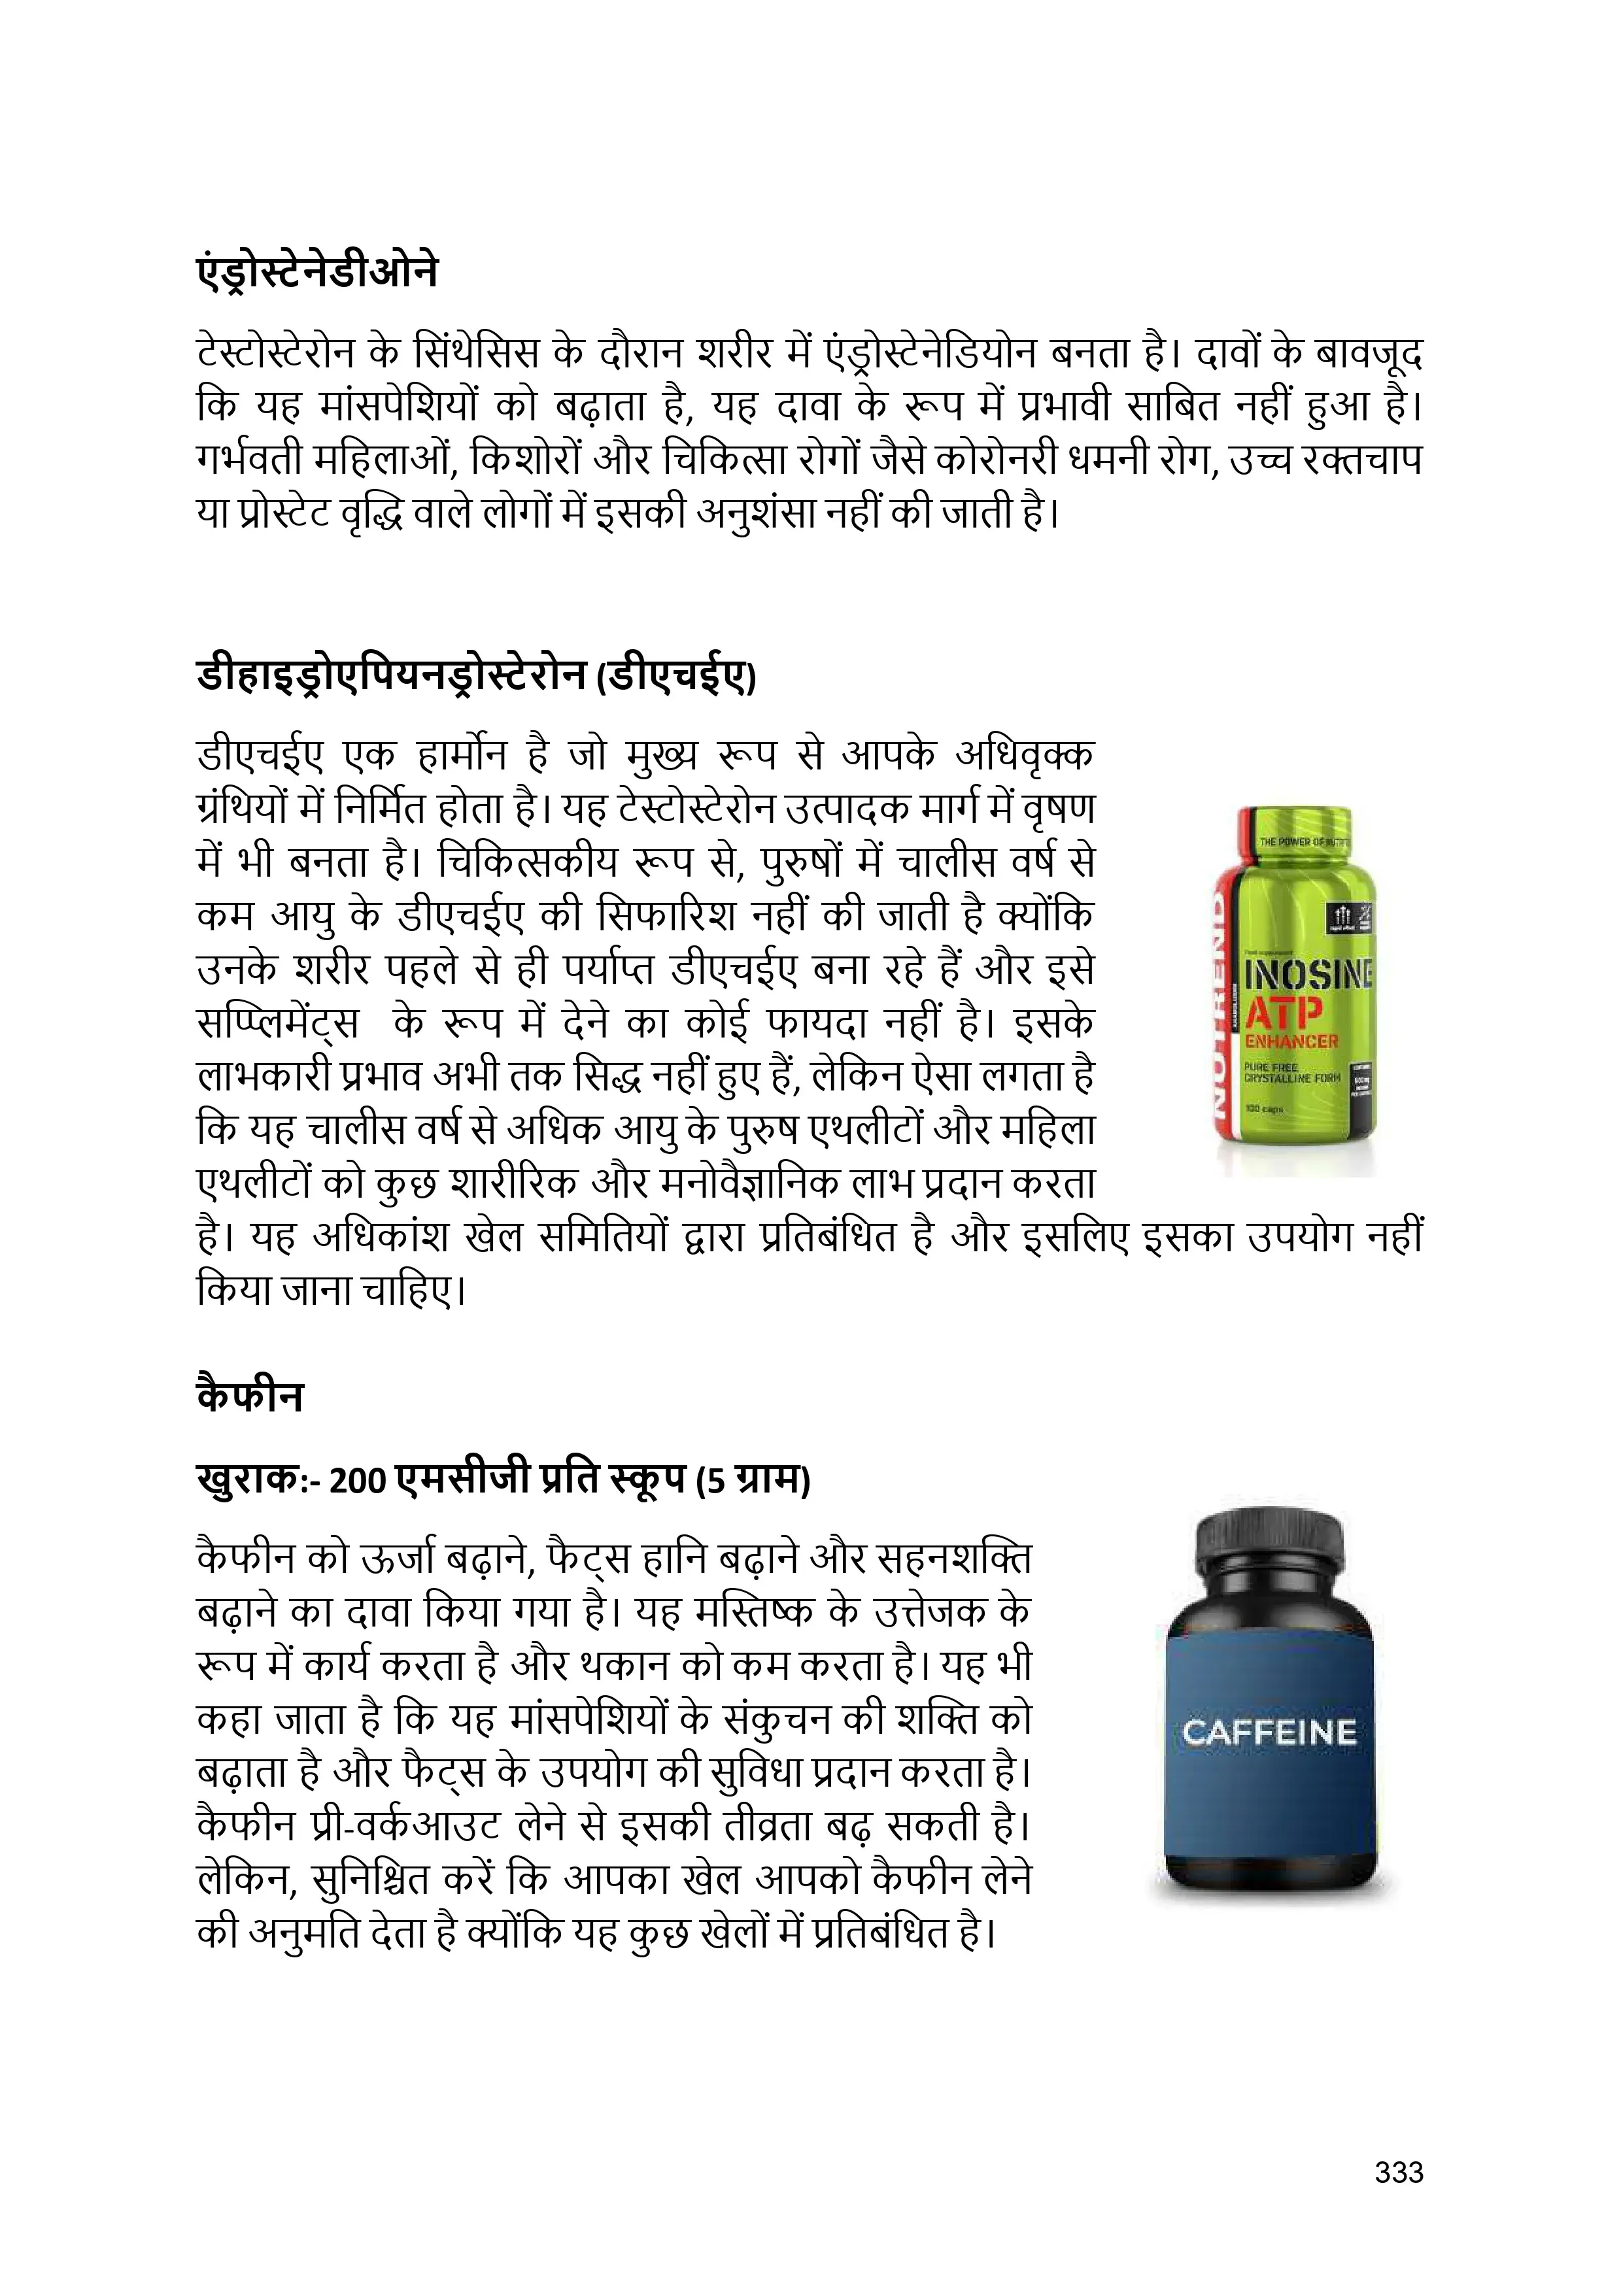 एंड्रोस्टेनेडीओने
टेस्टोस्टेरोन के सिंथेसिस के दौरान शरीर में एंड्रोस्टेनेडियोन बनता है। दावों के बावजूद
कि यह मांसपेशियों को बढ़ाता है, यह दावा के रूप में प्रभावी साबित नहीं हुआ है।
गर्भवती महिलाओं, किशोरों और चिकित्सा रोगों जैसे कोरोनरी धमनी रोग, उच्च रक्तचाप
या प्रोस्टेट वृद्धि वाले लोगों में इसकी अनुशंसा नहीं की जाती है।
डीहाइड्रोएपियनड्रोस्टेरोन (डीएचईए)
डीएचईए एक हार्मोन है जो मुख्य रूप से आपके अधिवृक्क
ग्रंथियों में निर्मित होता है। यह टेस्टोस्टेरोन उत्पादक मार्ग में वृषण
में भी बनता है। चिकित्सकीय रूप से, पुरुषों में चालीस वर्ष से
कम आयु के डीएचईए की सिफारिश नहीं की जाती है क्योंकि
उनके शरीर पहले से ही पर्याप्त डीएचईए बना रहे हैं और इसे
सप्प्लिमेंट्स के रूप में देने का कोई फायदा नहीं है। इसके
लाभकारी प्रभाव अभी तक सिद्ध नहीं हुए हैं, लेकिन ऐसा लगता है
कि यह चालीस वर्ष से अधिक आयु के पुरुष एथलीटों और महिला
एथलीटों को कुछ शारीरिक और मनोवैज्ञानिक लाभ प्रदान करता
है। यह अधिकांश खेल समितियों द्वारा प्रतिबंधित है और इसलिए इसका उपयोग नहीं
किया जाना चाहिए।
THE POWER OF
NUTREND
INOSINE
ATP
ENHANCER
PURE FREE
CRYSTALLINE FORM
100 caps
कैफीन
खुराक:- 200 एमसीजी प्रति स्कूप (5 ग्राम)
कैफीन को ऊर्जा बढ़ाने, फैट्स हानि बढ़ाने और सहनशक्ति
बढ़ाने का दावा किया गया है। यह मस्तिष्क के उत्तेजक के
रूप में कार्य करता है और थकान को कम करता है। यह भी
कहा जाता है कि यह मांसपेशियों के संकुचन की शक्ति को
बढ़ाता है और फैट्स के उपयोग की सुविधा प्रदान करता है।
कैफीन प्री-वर्कआउट लेने से इसकी तीव्रता बढ़ सकती है।
लेकिन, सुनिश्चित करें कि आपका खेल आपको कैफीन लेने
की अनुमति देता है क्योंकि यह कुछ खेलों में प्रतिबंधित है।
CAFFEINE
333